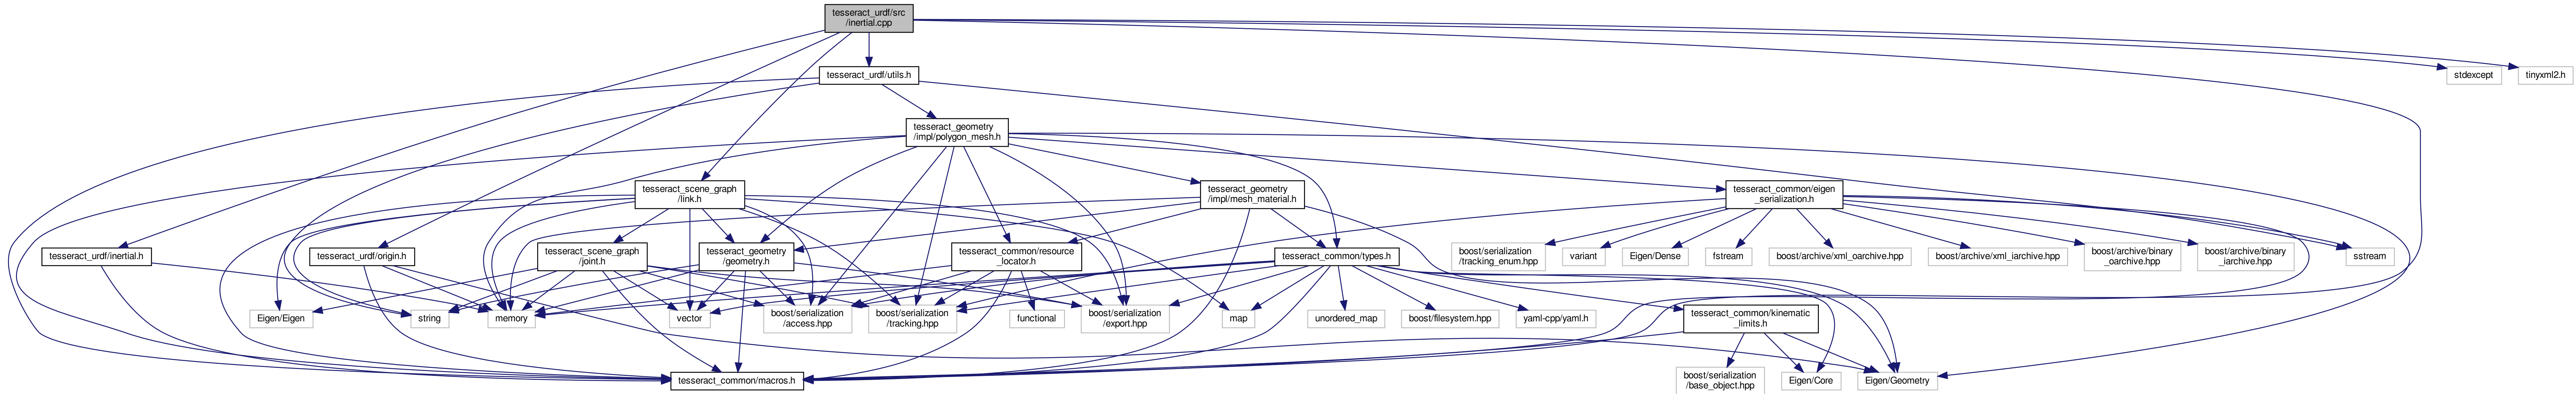 tesseract_urdf/src
/inertial.cpp
tesseract_urdf/utils.h
stdexcept
tinyxml2.h
tesseract_geometry
/impl/polygon_mesh.h
tesseract_scene_graph
/link.h
tesseract_geometry
/impl/mesh_material.h
tesseract_common/eigen
_serialization.h
tesseract_urdf/inertial.h
tesseract_urdf/origin.h
tesseract_scene_graph
/joint.h
tesseract_geometry
/geometry.h
tesseract_common/resource
_locator.h
tesseract_common/types.h
boost/serialization
/tracking_enum.hpp
variant
Eigen/Dense
fstream
boost/archive/xml_oarchive.hpp
boost/archive/xml_iarchive.hpp
boost/archive/binary
_oarchive.hpp
boost/archive/binary
_iarchive.hpp
sstream
Eigen/Eigen
string
memory
vector
boost/serialization
/access.hpp
boost/serialization
/tracking.hpp
functional
boost/serialization
/export.hpp
map
unordered_map
boost/filesystem.hpp
yaml-cpp/yaml.h
tesseract_common/kinematic
_limits.h
tesseract_common/macros.h
boost/serialization
/base_object.hpp
Eigen/Core
Eigen/Geometry